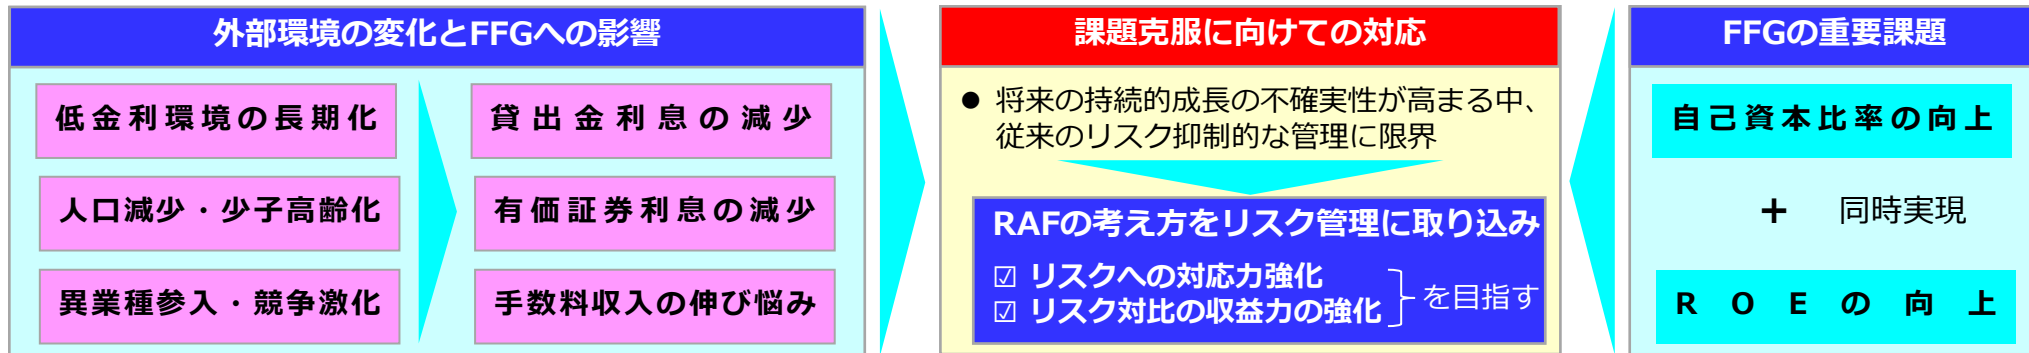 外部環境の変化とFFGへの影響
低金利環境の長期化
人口減少・少子高齢化
異業種参入・競争激化
貸出金利息の減少
有価証券利息の減少
手数料収入の伸び悩み
課題克服に向けての対応
● 将来の持続的成長の不確実性が高まる中、
従来のリスク抑制的な管理に限界
RAFの考え方をリスク管理に取り込み
☑ リスクへの対応力強化
☑ リスク対比の収益力の強化
を目指す
FFGの重要課題
自己資本比率の向上
+ 同時実現
ROEの向上